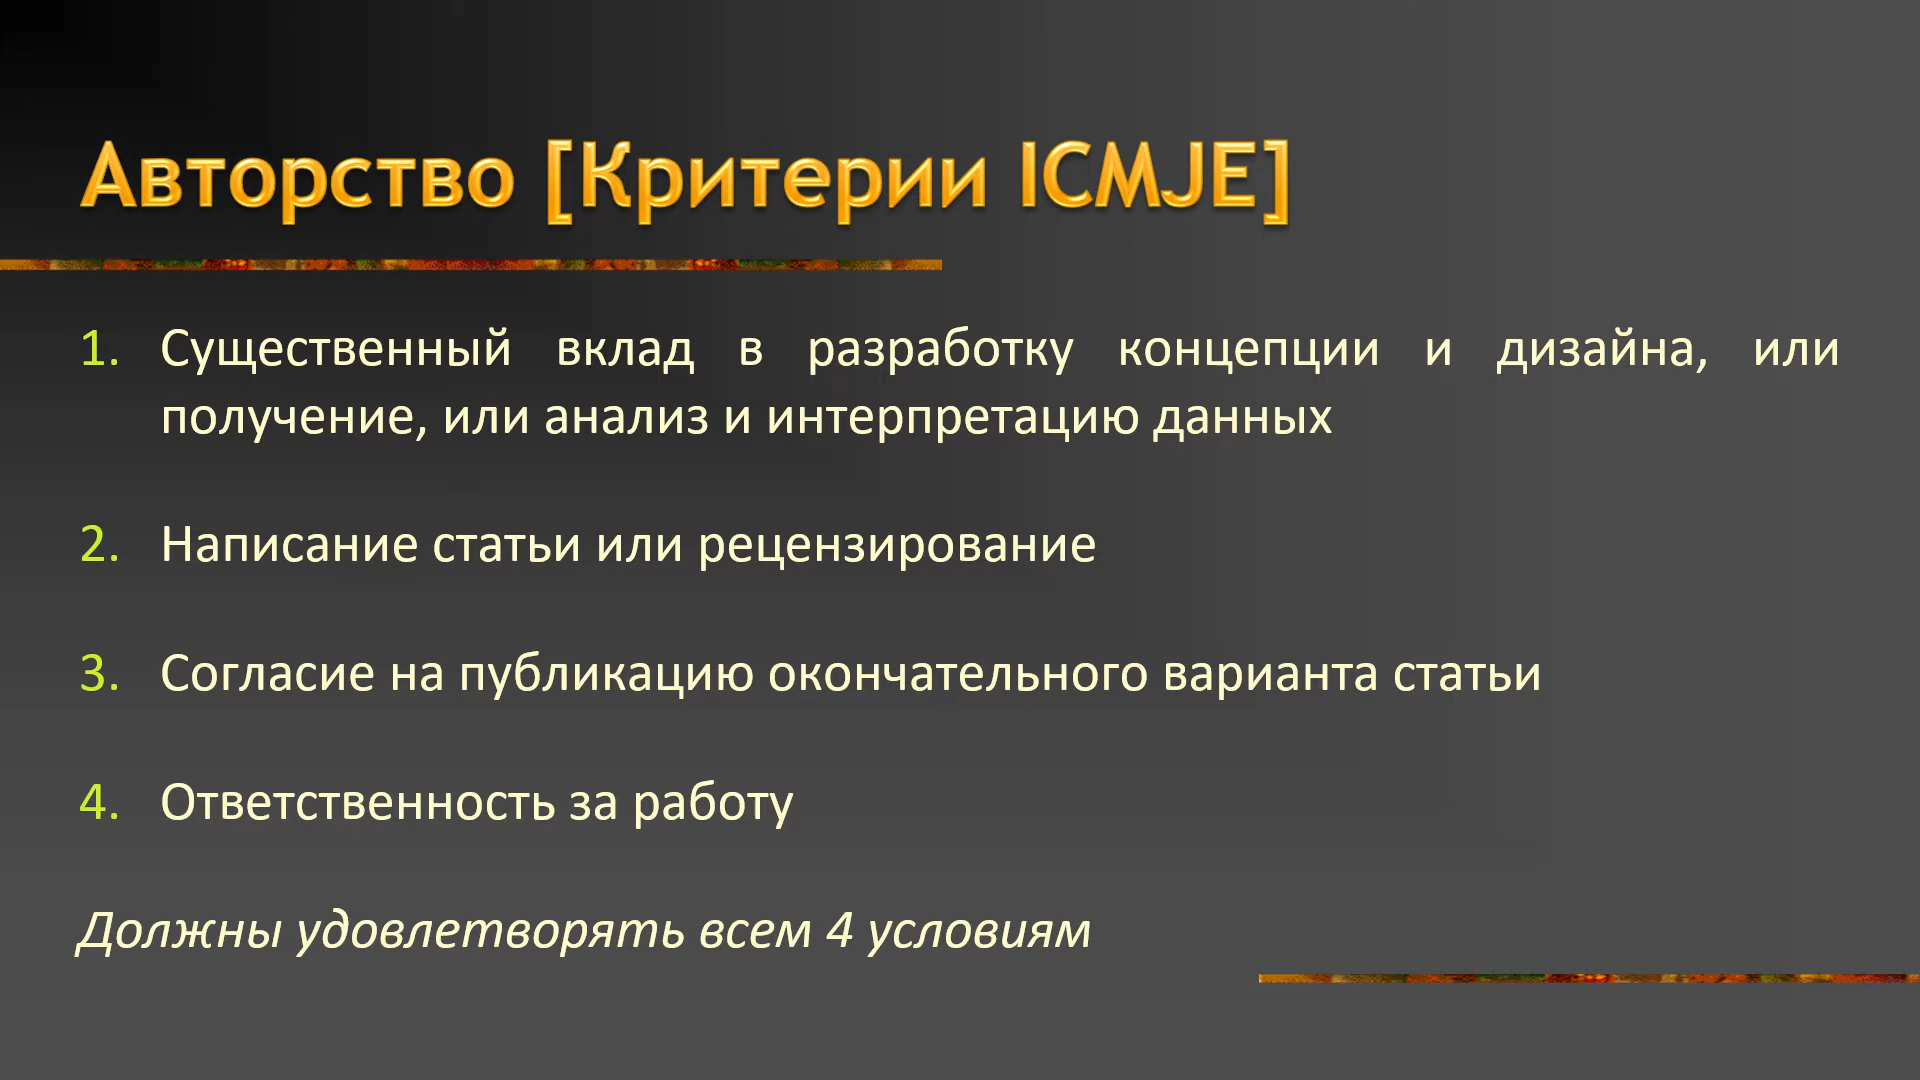 Авторство [Критерии ICMJE]
1. Существенный вклад в разработку концепции и дизайна, или
получение, или анализ и интерпретацию данных
2. Написание статьи или рецензирование
3. Согласие на публикацию окончательного варианта статьи
4. Ответственность за работу
Должны удовлетворять всем 4 условиям